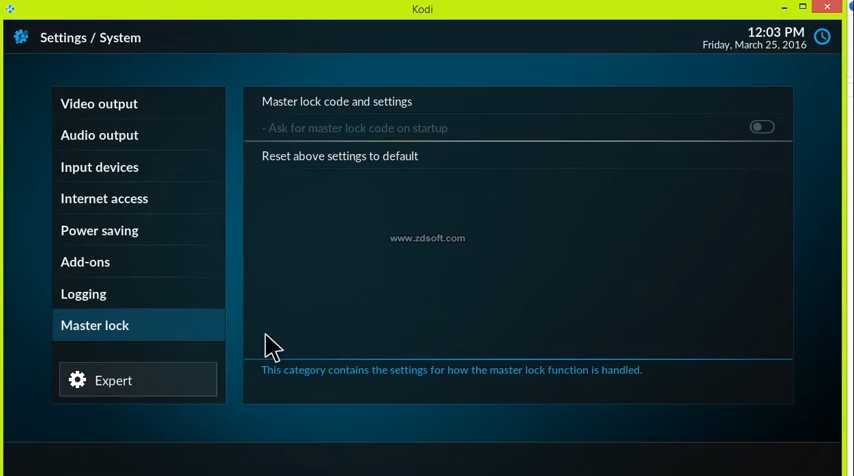 Kodi
Settings / System
12:03 PM
Friday, March 25, 2016
Video output
Audio output
Input devices
Internet access
Power saving
Add-ons
Logging
Master lock
Expert
Master lock code and settings
- Ask for master lock code on startup
Reset above settings to default
www.zdsoft.com
This category contains the settings for how the master lock function is handled.